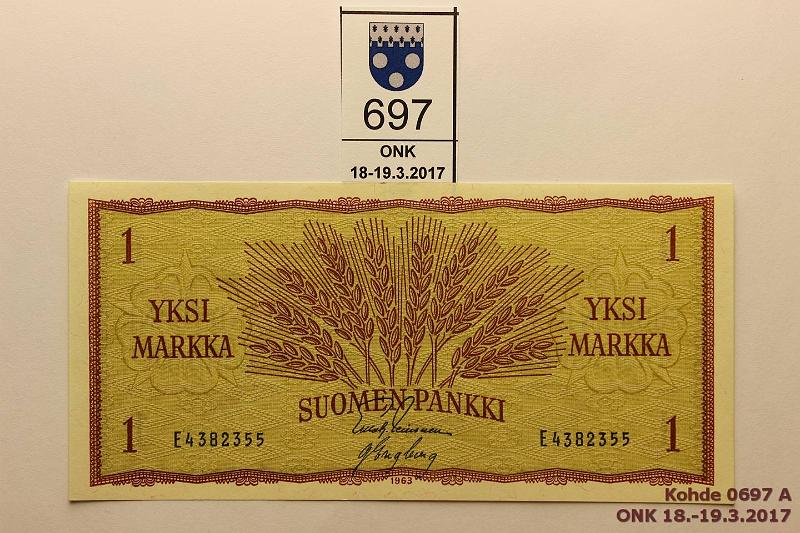 697
ONK
18-19.3.2017
1 1
YKSI MARKKA
YKSI MARKKA
SUOMEN PANKKI
1 E4382355 E4382355 1
1963
Kohde 0697 A
ONK 18.-19.3.2017